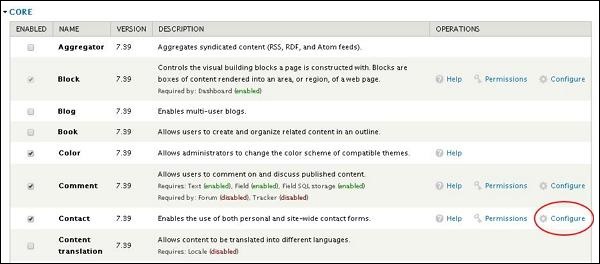 CORE
ENABLED NAME VERSION DESCRIPTION OPERATIONS
Aggregator 7.39 Aggregates syndicated content (RSS, RDF, and Atom feeds).
Block 7.39 Controls the visual building blocks a page is constructed with. Blocks are
boxes of content rendered into an area, or region, of a web page.
Required by: Dashboard (enabled)
Help Permissions Configure
Blog 7.39 Enables multi-user blogs.
Book 7.39 Allows users to create and organize related content in an outline.
Color 7.39 Allows administrators to change the color scheme of compatible themes. Help
Comment 7.39 Allows users to comment on and discuss published content.
Requires: Text (enabled), Field (enabled), Field SQL storage (enabled)
Required by: Forum (disabled), Tracker (disabled)
Help Permissions Configure
Contact 7.39 Enables the use of both personal and site-wide contact forms. Help Permissions Configure
Content
translation
7.39 Allows content to be translated into different languages.
Requires: Locale (disabled)